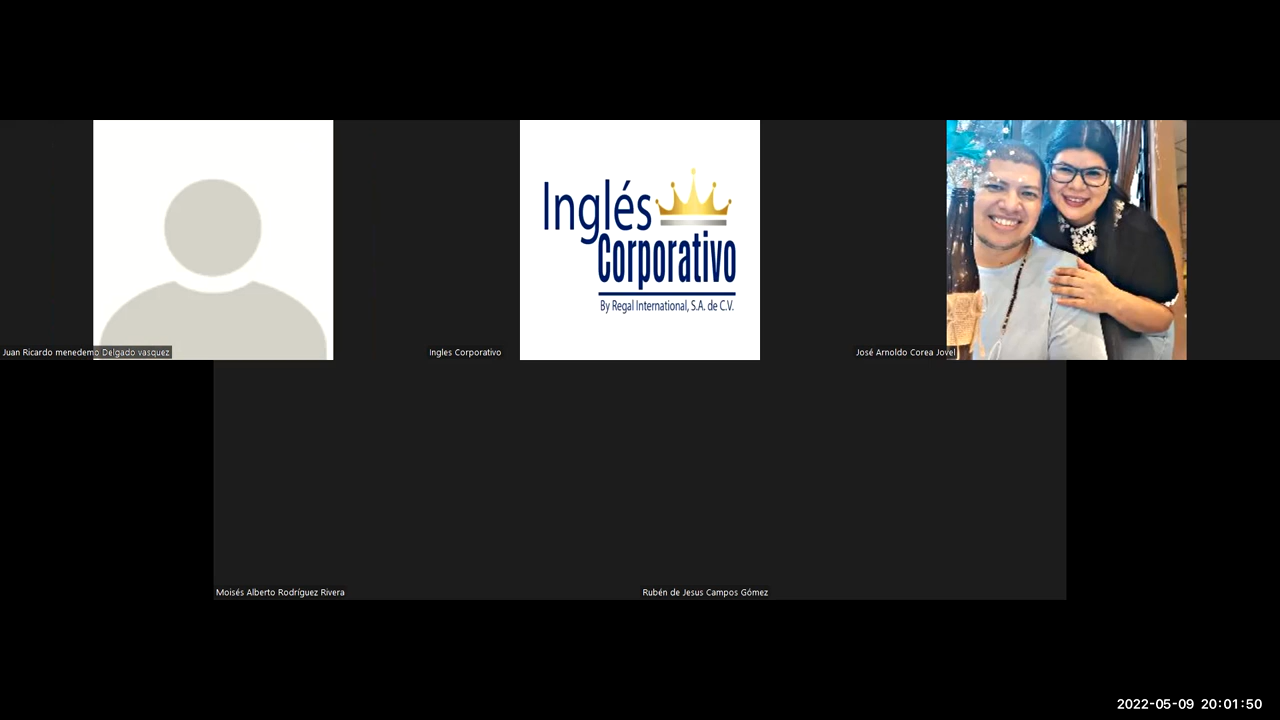 Inglés
Corporativo
By Regal International, S.A. de C.V.
Juan Ricardo menedemo Delgado vasquez
Ingles Corporativo
José Arnoldo Corea Jovel
Moisés Alberto Rodríguez Rivera
Rubén de Jesus Campos Gómez
2022-05-09 20:01:50